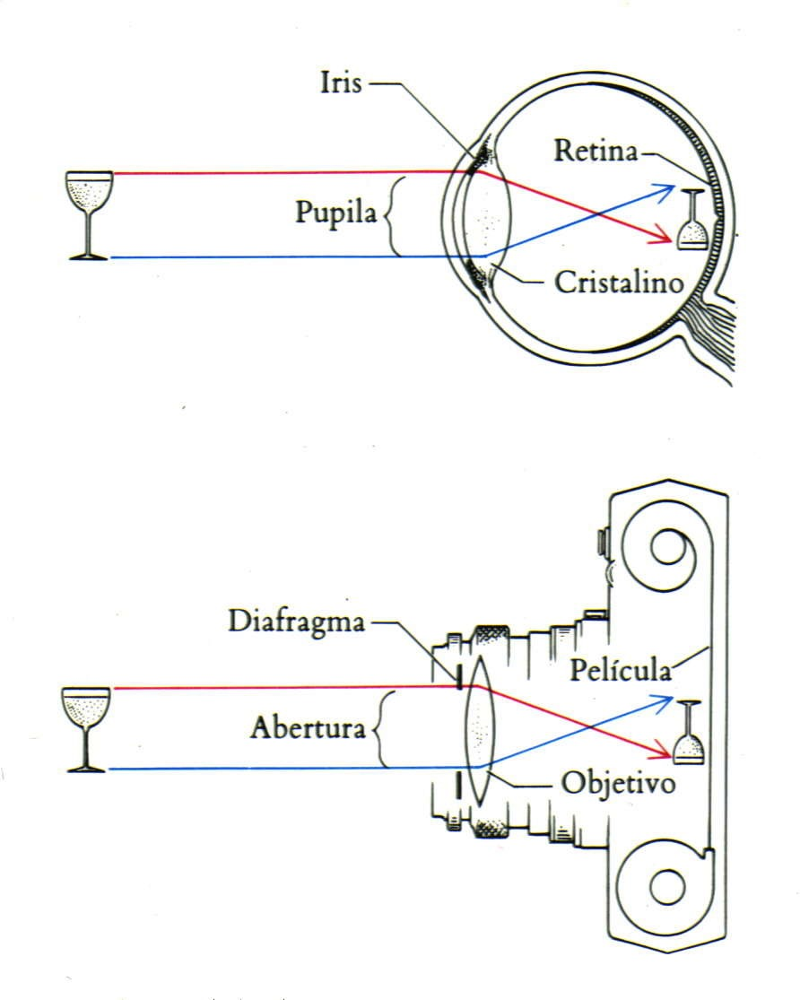 Iris
Retina
Pupila
Cristalino
Diafragma
Película
Abertura
Objetivo